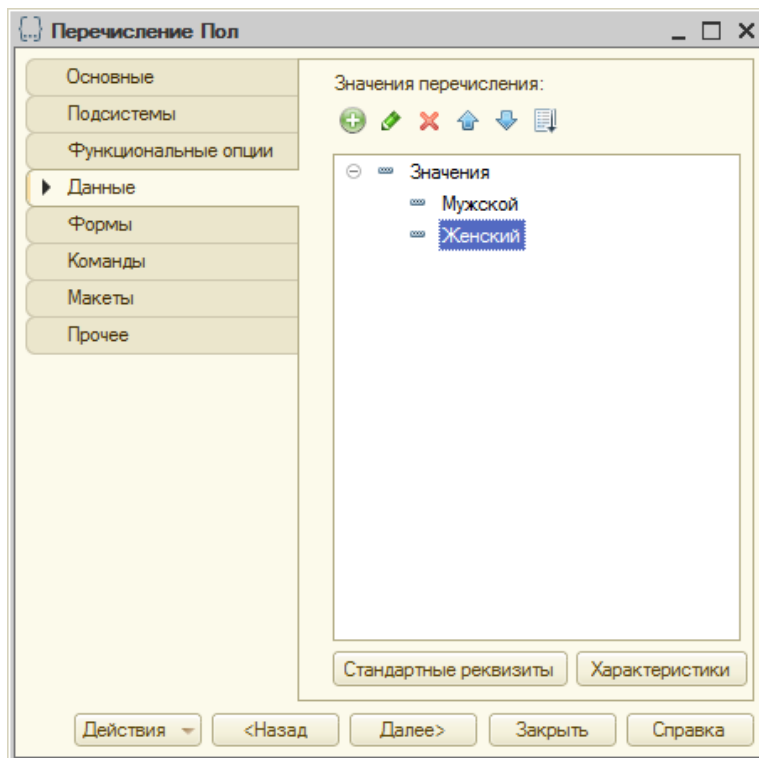 Перечисление Пол
Основные
Подсистемы
Функциональные опции
Данные
Формы
Команды
Макеты
Прочее
Значения перечисления:
Значения
Мужской
Женский
Стандартные реквизиты
Характеристики
Действия
<Назад
Далее>
Закрыть
Справка